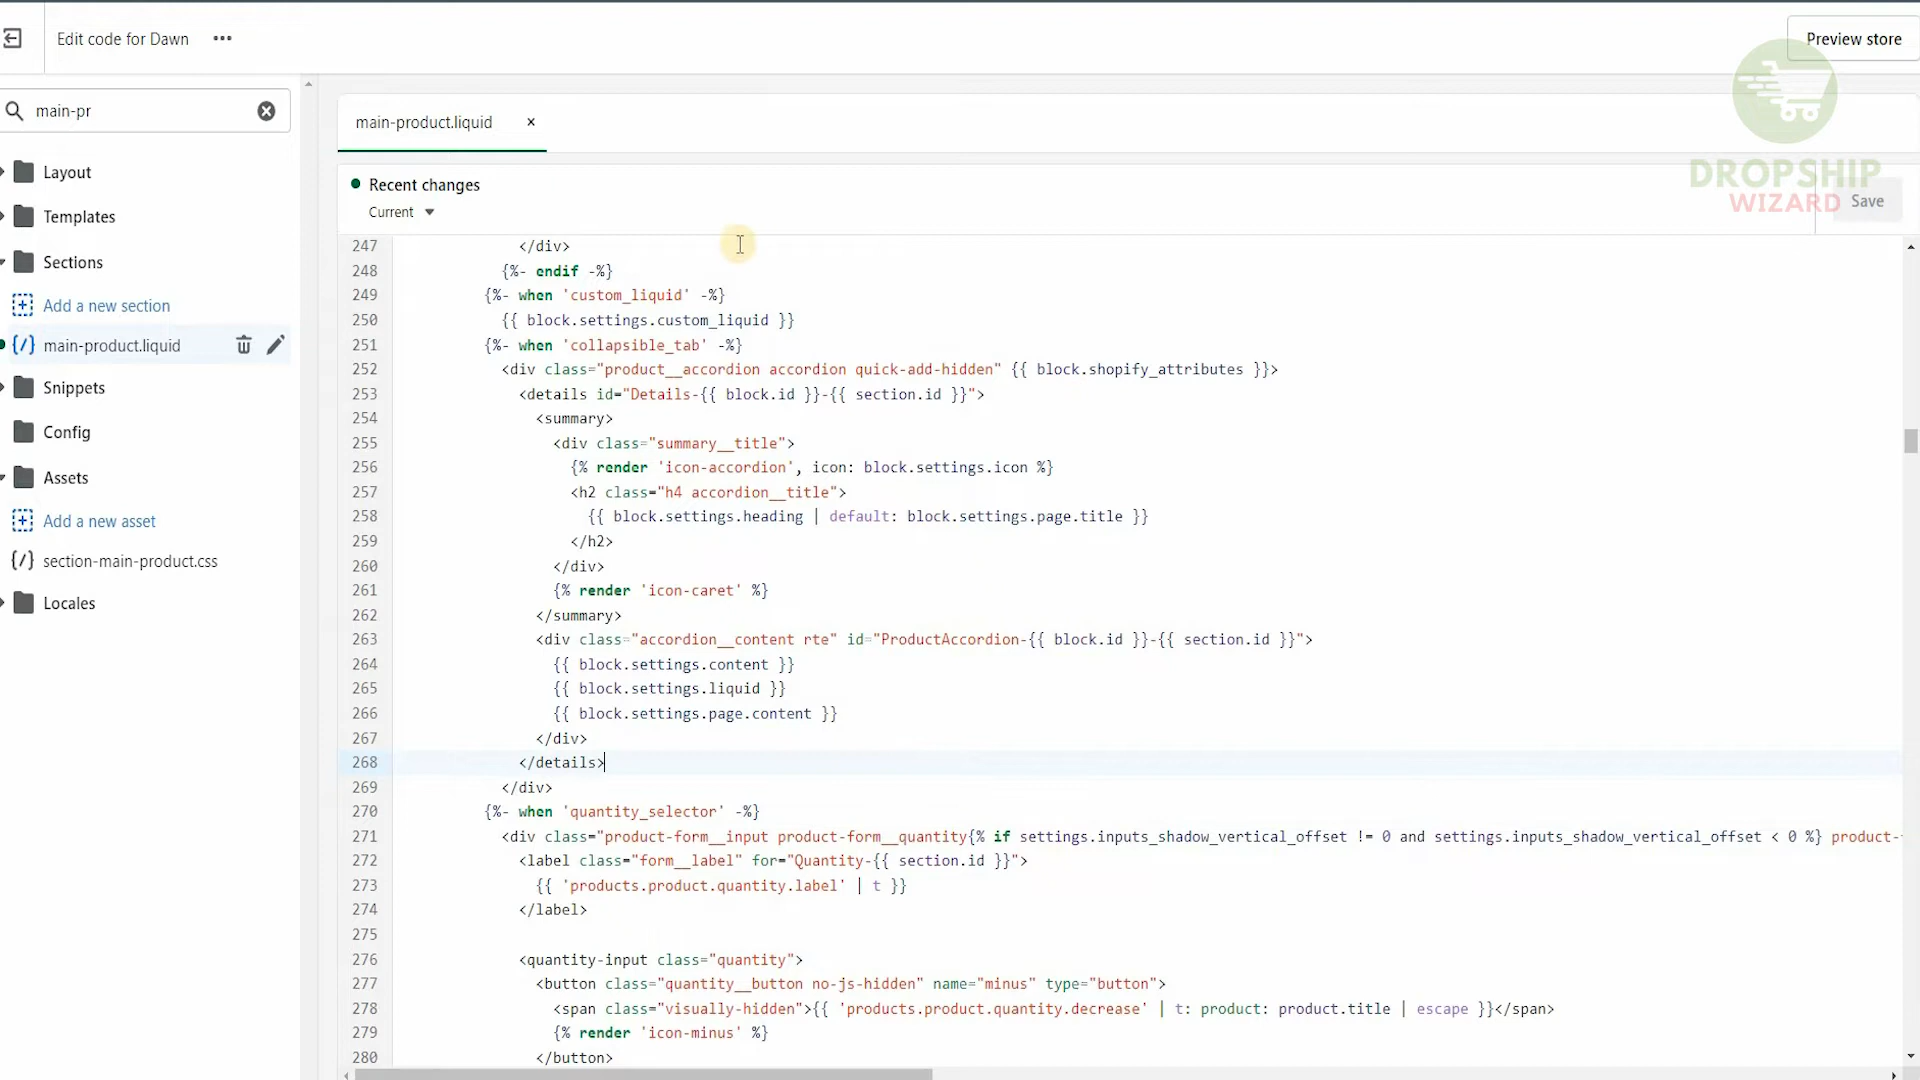 Edit code for Dawn •••
Preview store
main-pr
Layout
Templates
Sections
Add a new section
main-product.liquid
Snippets
Config
Assets
Add a new asset
{/} section-main-product.css
Locales
main-product.liquid ×
Recent changes
Current
DROPSHIP
WIZARD
Save
247 </div>
248 {%- endif -%}
249 {%- when 'custom_liquid' -%}
250 {{ block.settings.custom_liquid }}
251 {%- when 'collapsible_tab' -%}
252 <div class="product__accordion accordion quick-add-hidden" {{ block.shopify_attributes }}>
253 <details id="Details-{{ block.id }}-{{ section.id }}">
254 <summary>
255 <div class="summary__title">
256 {% render 'icon-accordion', icon: block.settings.icon %}
257 <h2 class="h4 accordion__title">
258 {{ block.settings.heading | default: block.settings.page.title }}
259 </h2>
260 </div>
261 {% render 'icon-caret' %}
262 </summary>
263 <div class="accordion__content rte" id="ProductAccordion-{{ block.id }}-{{ section.id }}">
264 {{ block.settings.content }}
265 {{ block.settings.liquid }}
266 {{ block.settings.page.content }}
267 </div>
268 </details>
269 </div>
270 {%- when 'quantity_selector' -%}
271 <div class="product-form__input product-form__quantity{% if settings.inputs_shadow_vertical_offset != 0 and settings.inputs_shadow_vertical_offset < 0 %} product-
272 <label class="form__label" for="Quantity-{{ section.id }}">
273 {{ 'products.product.quantity.label' | t }}
274 </label>
275
276 <quantity-input class="quantity">
277 <button class="quantity__button no-js-hidden" name="minus" type="button">
278 <span class="visually-hidden">{{ 'products.product.quantity.decrease' | t: product: product.title | escape }}</span>
279 {% render 'icon-minus' %}
280 </button>